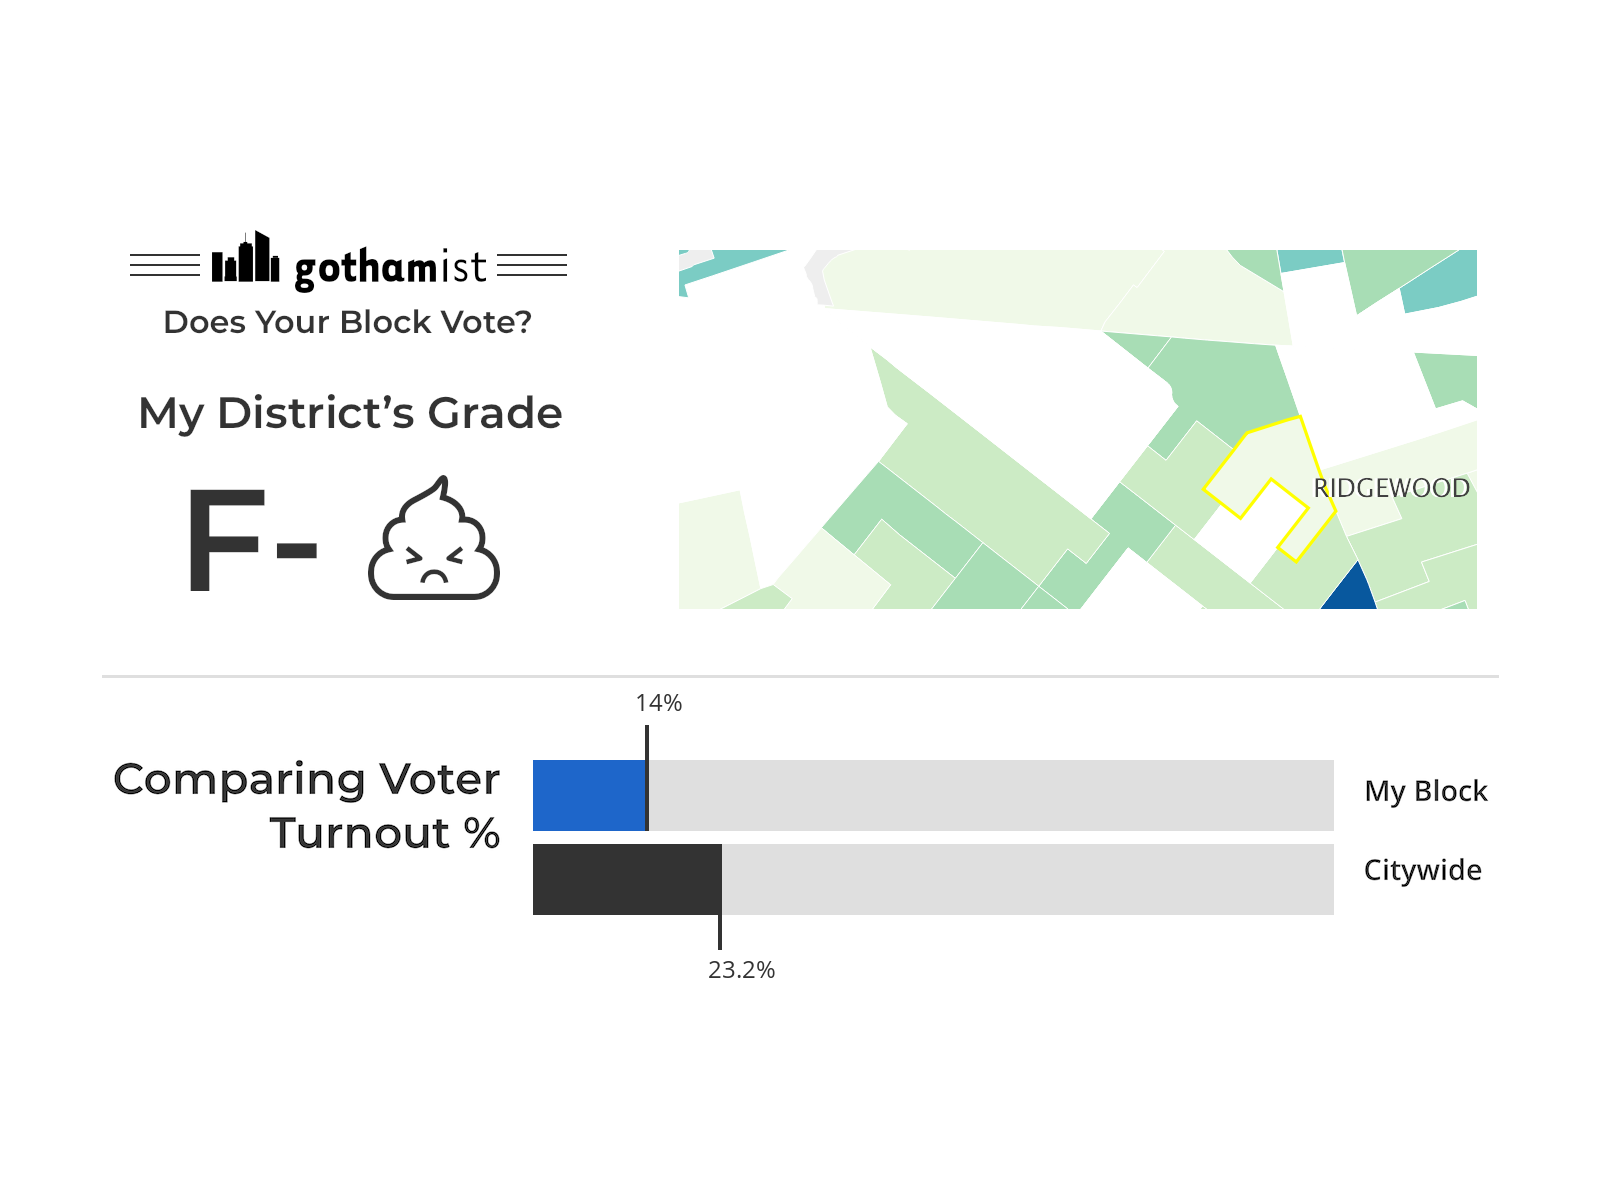 gothamist
Does Your Block Vote?
My District’s Grade
F-
RIDGEWOOD
14%
Comparing Voter
Turnout %
My Block
Citywide
23.2%